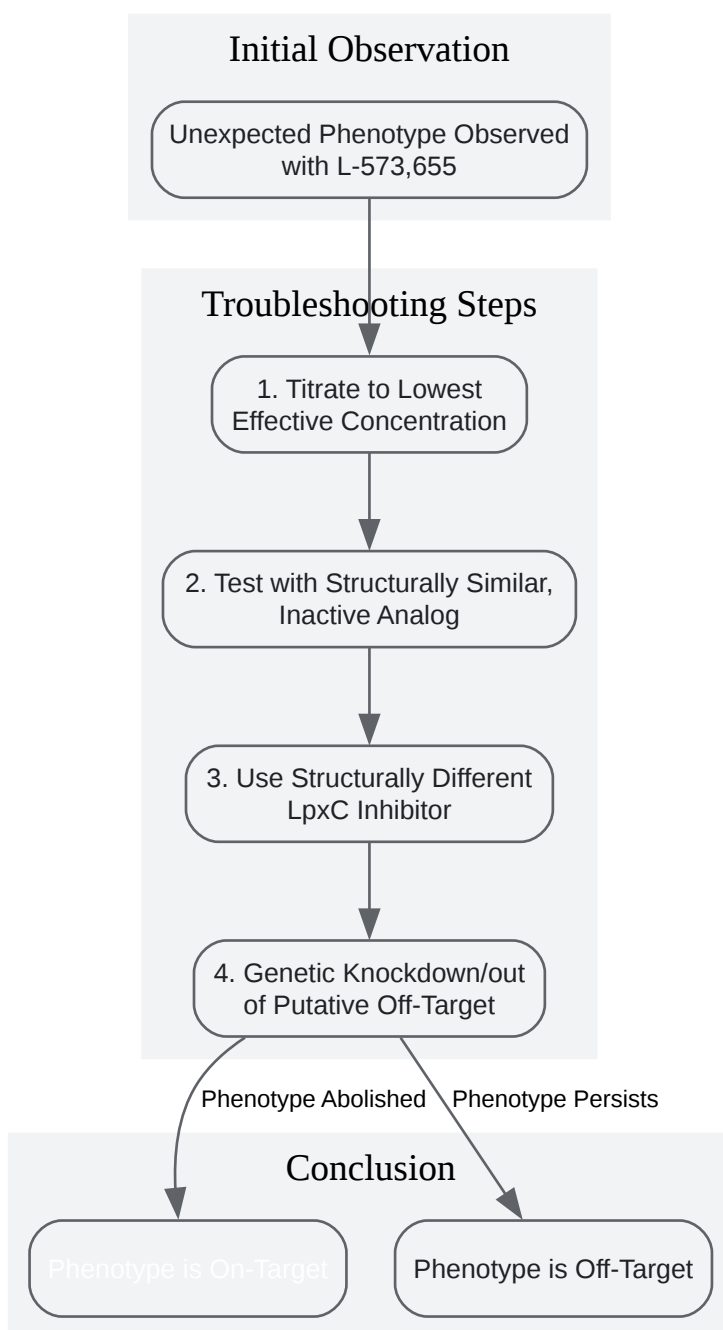 Initial Observation
Unexpected Phenotype Observed
with L-573,655
Troubleshooting Steps
1. Titrate to Lowest
Effective Concentration
2. Test with Structurally Similar,
Inactive Analog
3. Use Structurally Different
LpxC Inhibitor
4. Genetic Knockdown/out
of Putative Off-Target
Phenotype Abolished
Phenotype Persists
Conclusion
Phenotype is On-Target
Phenotype is Off-Target